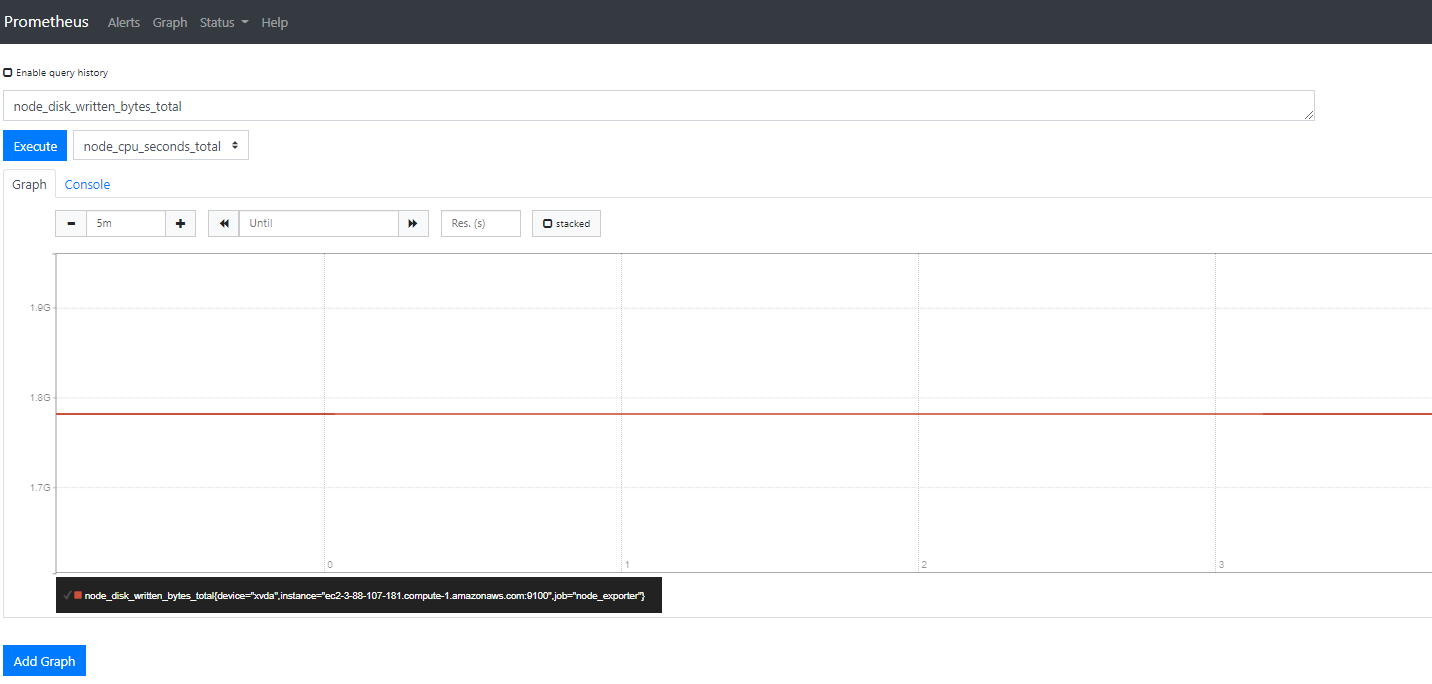 Prometheus Alerts Graph Status Help
Enable query history
node_disk_written_bytes_total
Execute node_cpu_seconds_total
Graph Console
5m Until Res. (s) stacked
1.9G
1.8G
1.7G
0 1 2 3
node_disk_written_bytes_total{device="xvda",instance="ec2-3-88-107-181.compute-1.amazonaws.com:9100",job="node_exporter"}
Add Graph